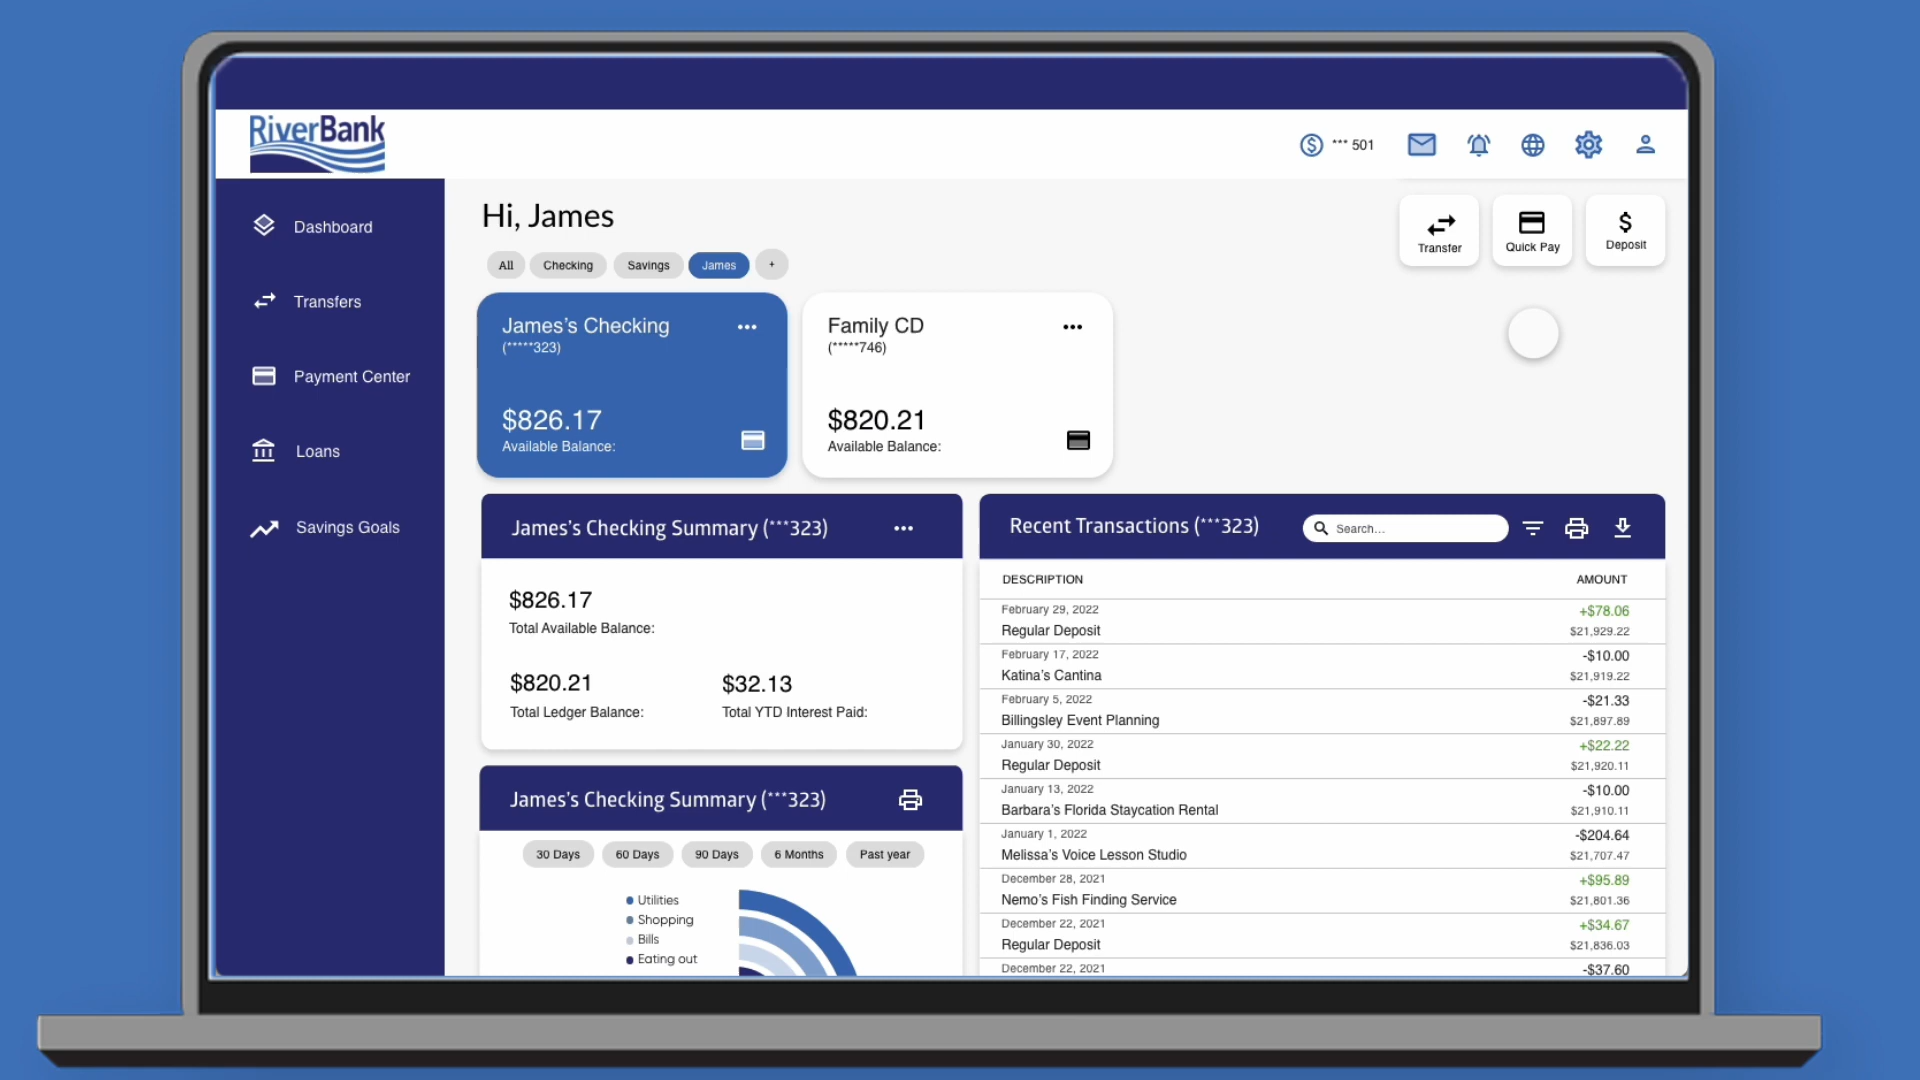 RiverBank
*** 501
Dashboard
Transfers
Payment Center
Loans
Savings Goals
Hi, James
All
Checking
Savings
James
+
Transfer
Quick Pay
Deposit
James’s Checking
(*****323)
$826.17
Available Balance:
Family CD
(*****746)
$820.21
Available Balance:
James’s Checking Summary (***323)
$826.17
Total Available Balance:
$820.21
Total Ledger Balance:
$32.13
Total YTD Interest Paid:
James’s Checking Summary (***323)
30 Days
60 Days
90 Days
6 Months
Past year
Utilities
Shopping
Bills
Eating out
Recent Transactions (***323)
Search...
DESCRIPTION AMOUNT
February 29, 2022 +$78.06
Regular Deposit $21,929.22
February 17, 2022 -$10.00
Katina’s Cantina $21,919.22
February 5, 2022 -$21.33
Billingsley Event Planning $21,897.89
January 30, 2022 +$22.22
Regular Deposit $21,920.11
January 13, 2022 -$10.00
Barbara’s Florida Staycation Rental $21,910.11
January 1, 2022 -$204.64
Melissa’s Voice Lesson Studio $21,707.47
December 28, 2021 +$95.89
Nemo’s Fish Finding Service $21,801.36
December 22, 2021 +$34.67
Regular Deposit $21,836.03
December 22, 2021 -$37.60